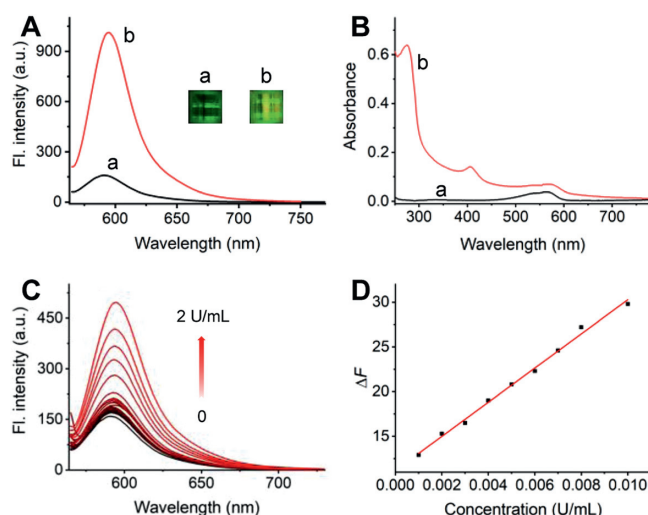 A
Fl. intensity (a.u.)
900
600
300
0
b
a
a
b
600
650
700
750
Wavelength (nm)
B
Absorbance
0.6
0.4
0.2
0.0
b
a
300
400
500
600
700
Wavelength (nm)
C
Fl. intensity (a.u.)
450
300
150
0
2 U/mL
0
600
650
700
Wavelength (nm)
D
ΔF
30
25
20
15
0.000
0.002
0.004
0.006
0.008
0.010
Concentration (U/mL)